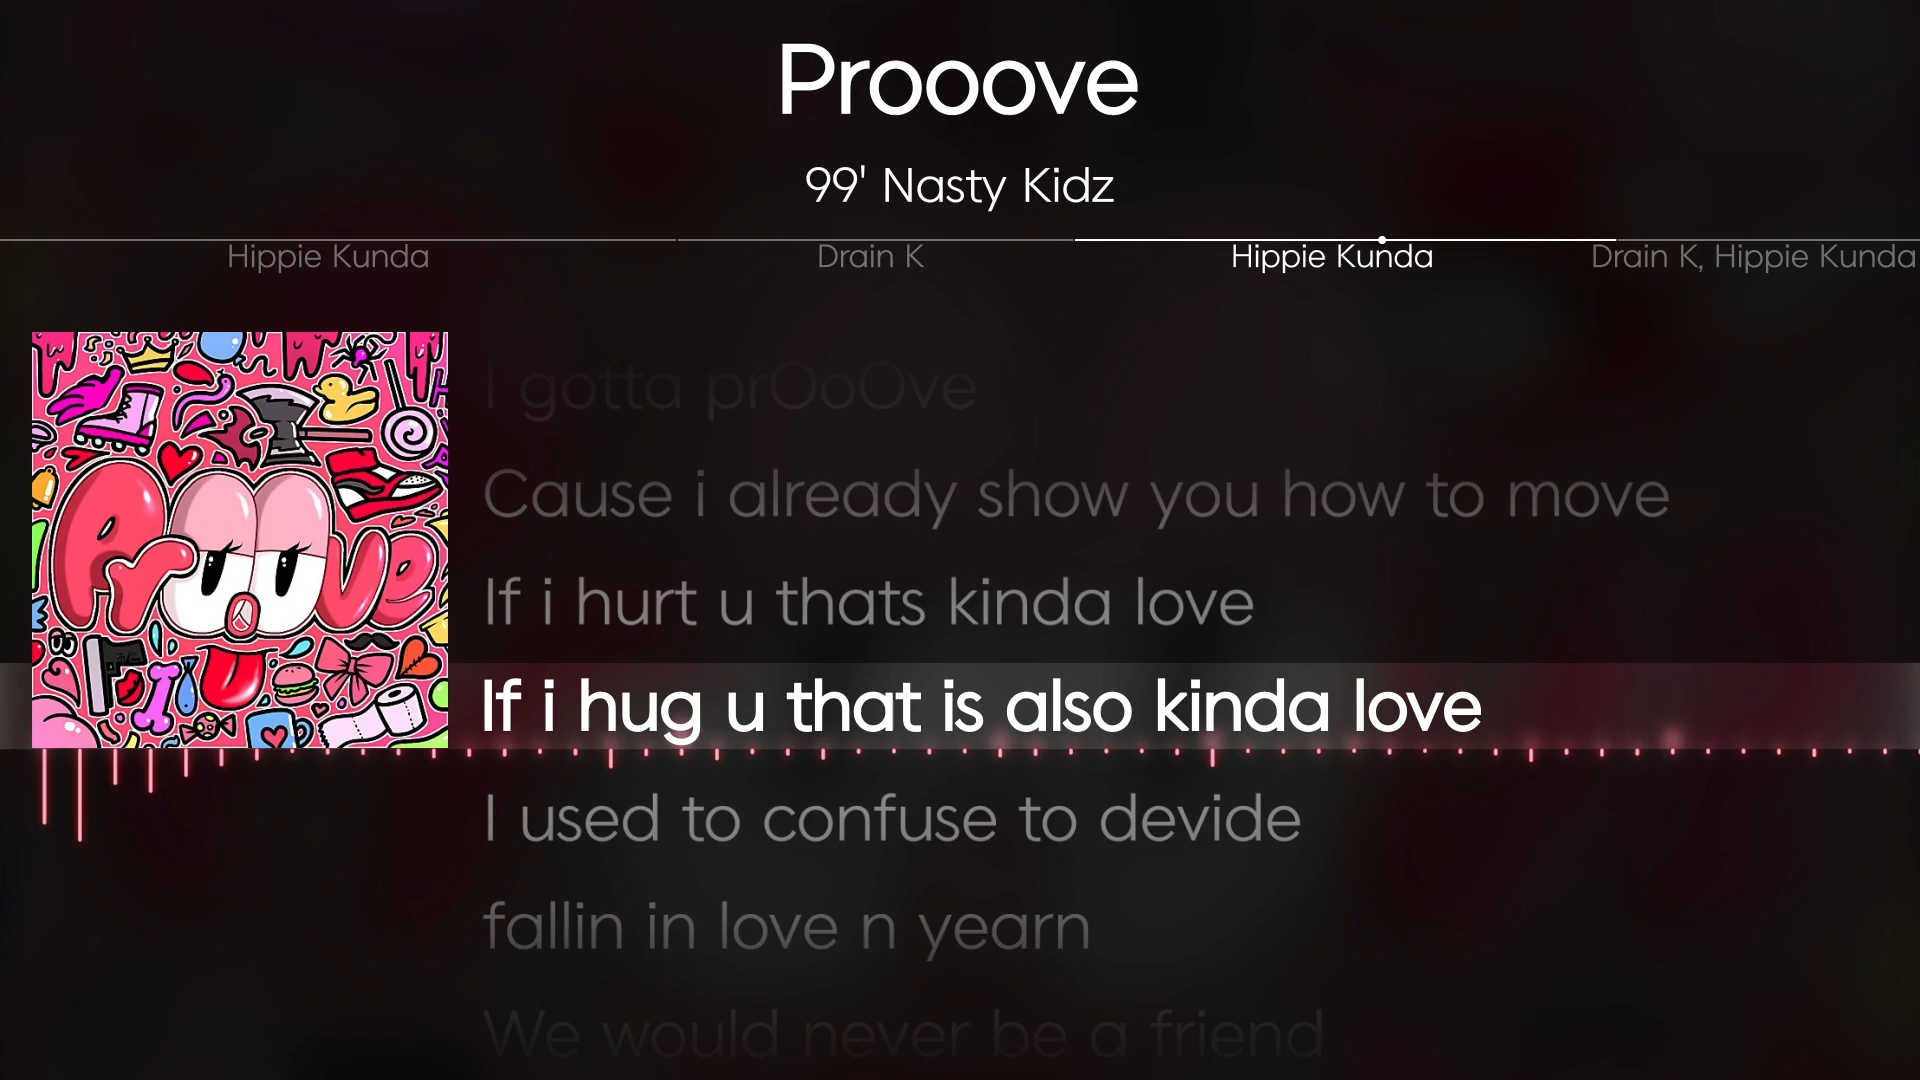 Prooove
99' Nasty Kidz
Hippie Kunda
Drain K
Hippie Kunda
Drain K, Hippie Kunda
I gotta prOoOve
Cause i already show you how to move
If i hurt u thats kinda love
Proove
If i hug u that is also kinda love
I used to confuse to devide
fallin in love n yearn
We would never be a friend